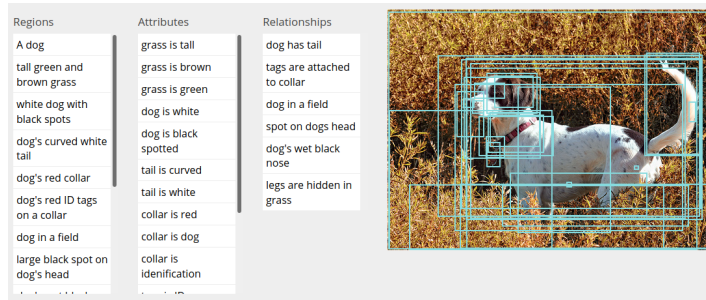 Regions
A dog
tall green and
brown grass
white dog with
black spots
dog's curved white
tail
dog's red collar
dog's red ID tags
on a collar
dog in a field
large black spot on
dog's head
Attributes
grass is tall
grass is brown
grass is green
dog is white
dog is black
spotted
tail is curved
tail is white
collar is red
collar is dog
collar is
idenification
Relationships
dog has tail
tags are attached
to collar
dog in a field
spot on dogs head
dog's wet black
nose
legs are hidden in
grass